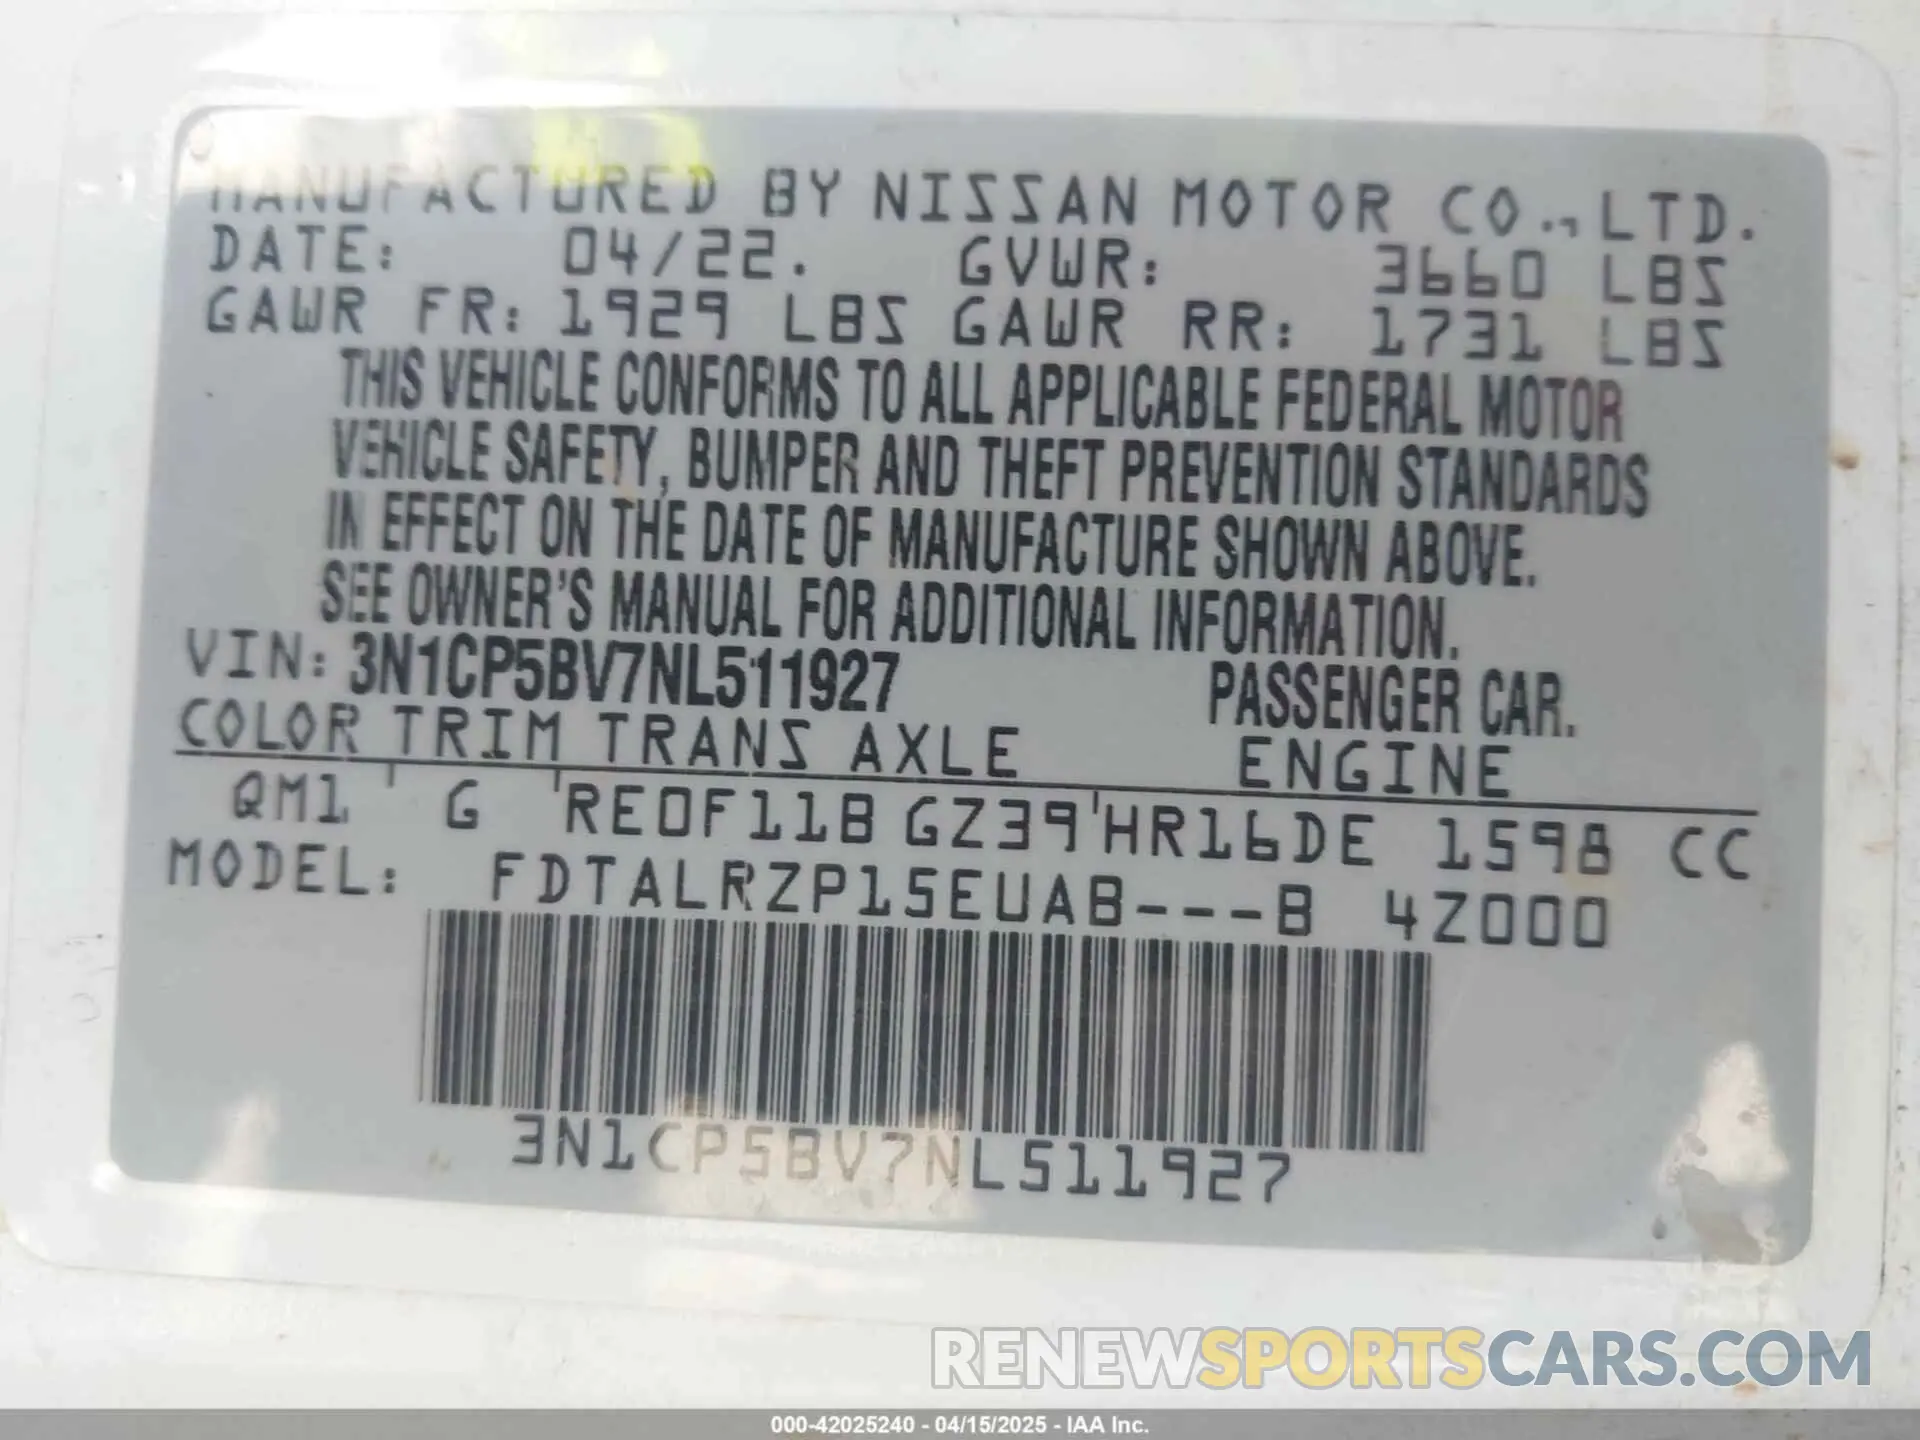 MANUFACTURED BY NISSAN MOTOR CO., LTD.
DATE: 04/22. GVWR: 3660 LBS
GAWR FR: 1929 LBS GAWR RR: 1731 LBS
THIS VEHICLE CONFORMS TO ALL APPLICABLE FEDERAL MOTOR
VEHICLE SAFETY, BUMPER AND THEFT PREVENTION STANDARDS
IN EFFECT ON THE DATE OF MANUFACTURE SHOWN ABOVE.
SEE OWNER'S MANUAL FOR ADDITIONAL INFORMATION.
VIN: 3N1CP5BV7NL511927 PASSENGER CAR.
COLOR TRIM TRANS AXLE ENGINE
QM1 ' G 'RE0F11B GZ39'HR16DE 1598 CC
MODEL: FDTALRZP15EUAB---B 4Z000
3N1CP5BV7NL511927
RENEWSPORTSCARS.COM
000-42025240 - 04/15/2025 - IAA Inc.